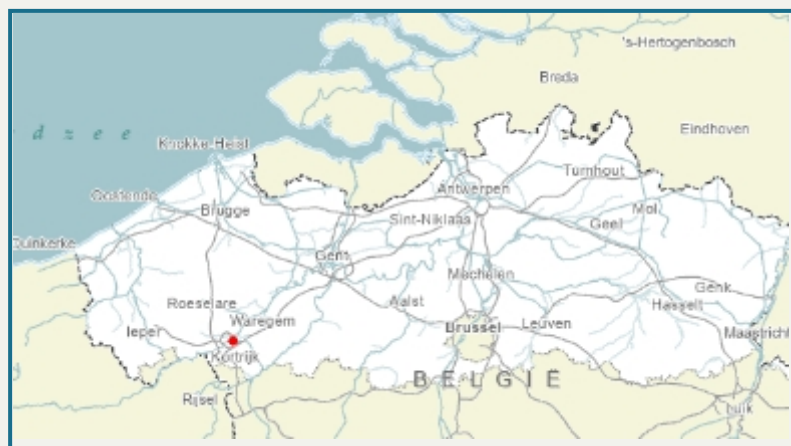 's-Hertogenbosch
Breda
Eindhoven
d z e e
Knokke-Heist
Turnhout
Antwerpen
Oostende
Mol
Brugge
Sint-Niklaas
Geel
Duinkerke
Gent
Mechelen
Genk
Roeselare
Aalst
Hasselt
Waregem
Ieper
Brussel
Leuven
Maastricht
Kortrijk
BELGIË
Rijsel
Luik